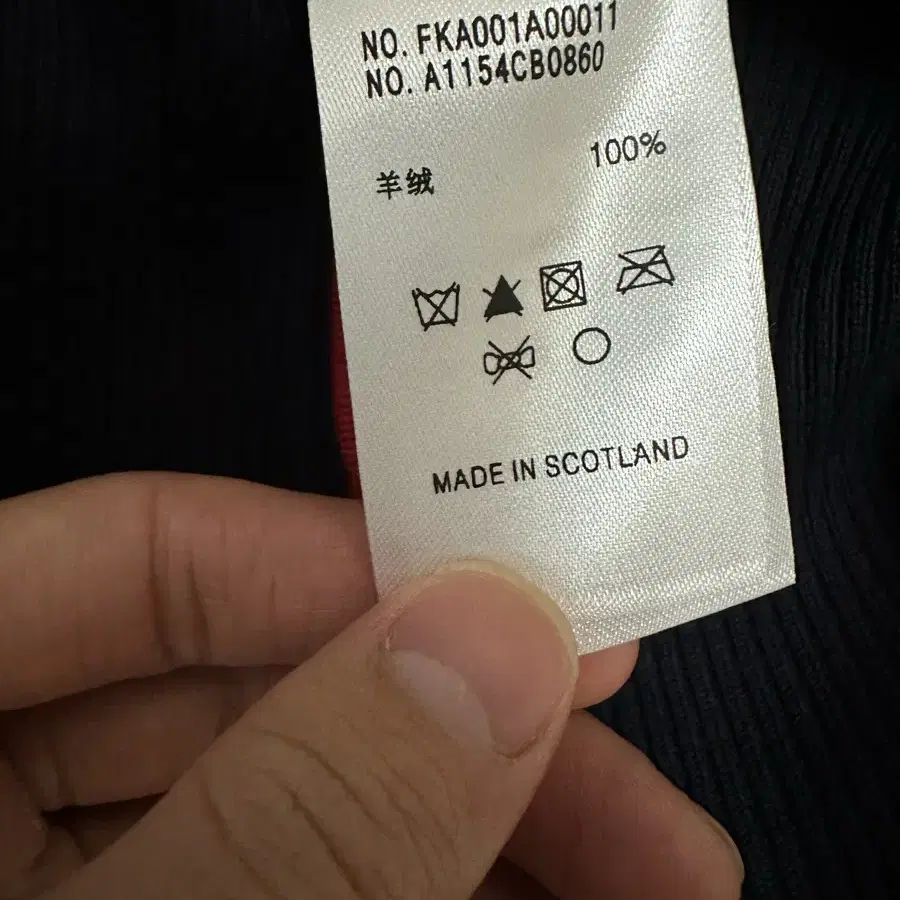 NO. FKA001A00011
NO. A1154CB0860
羊绒 100%
MADE IN SCOTLAND